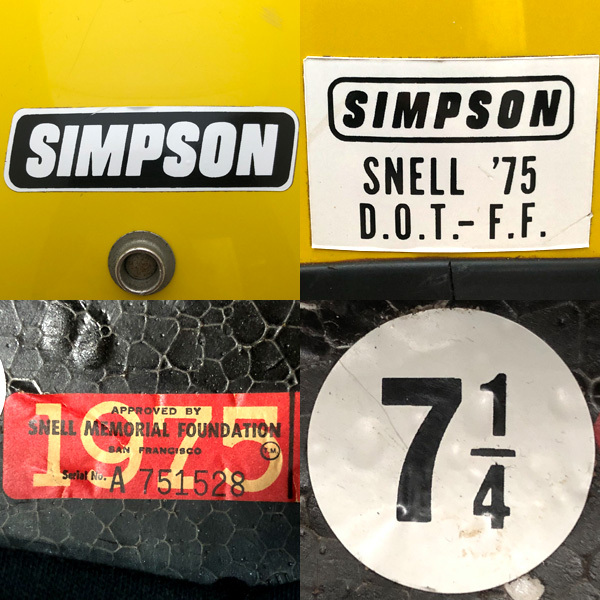 SIMPSON
SIMPSON
SNELL '75
D.O.T.- F.F.
1975
APPROVED BY
SNELL MEMORIAL FOUNDATION
SAN FRANCISCO
T.M.
Serial No. A 751528
7 1/4